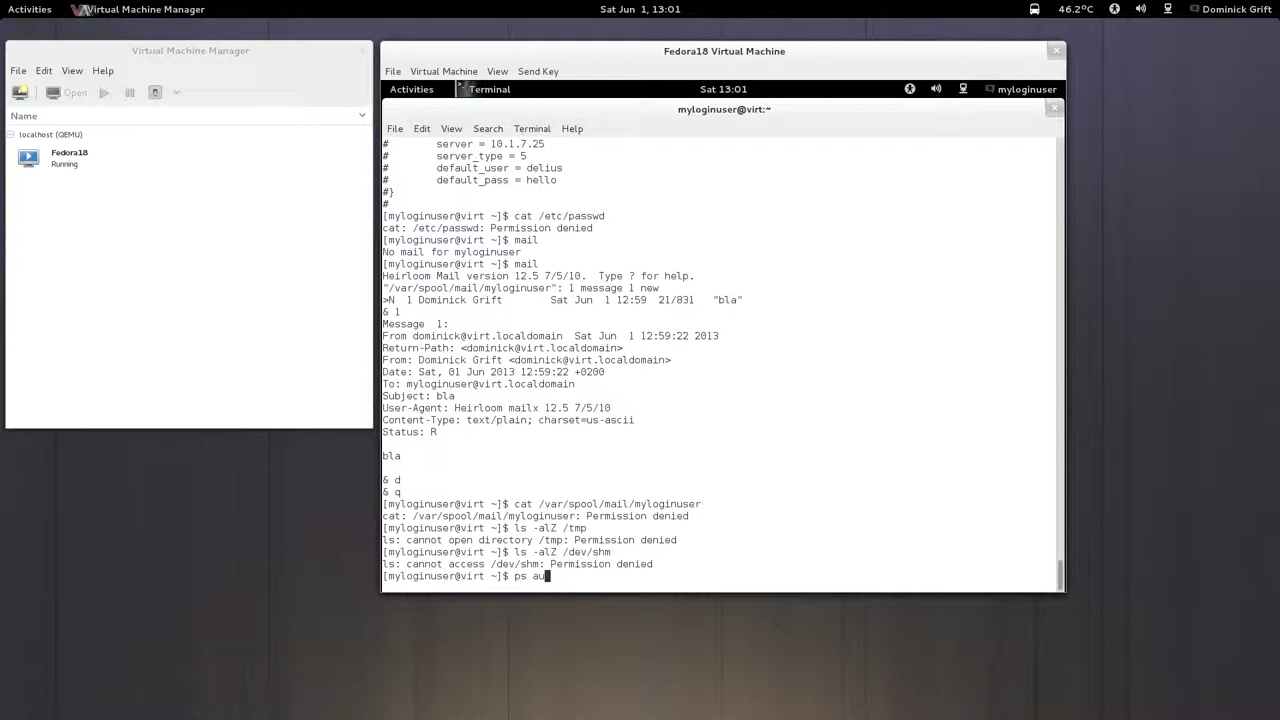 Activities Virtual Machine Manager Sat Jun 1, 13:01 46.2°C Dominick Grift
Virtual Machine Manager
File Edit View Help
Open
Name
localhost (QEMU)
Fedora18
Running
Fedora18 Virtual Machine
File Virtual Machine View Send Key
Activities Terminal Sat 13:01 myloginuser
myloginuser@virt:~
File Edit View Search Terminal Help
# server = 10.1.7.25
# server_type = 5
# default_user = delius
# default_pass = hello
#}
#
[myloginuser@virt ~]$ cat /etc/passwd
cat: /etc/passwd: Permission denied
[myloginuser@virt ~]$ mail
No mail for myloginuser
[myloginuser@virt ~]$ mail
Heirloom Mail version 12.5 7/5/10. Type ? for help.
"/var/spool/mail/myloginuser": 1 message 1 new
>N 1 Dominick Grift Sat Jun 1 12:59 21/831 "bla"
& 1
Message 1:
From dominick@virt.localdomain Sat Jun 1 12:59:22 2013
Return-Path: <dominick@virt.localdomain>
From: Dominick Grift <dominick@virt.localdomain>
Date: Sat, 01 Jun 2013 12:59:22 +0200
To: myloginuser@virt.localdomain
Subject: bla
User-Agent: Heirloom mailx 12.5 7/5/10
Content-Type: text/plain; charset=us-ascii
Status: R
bla
& d
& q
[myloginuser@virt ~]$ cat /var/spool/mail/myloginuser
cat: /var/spool/mail/myloginuser: Permission denied
[myloginuser@virt ~]$ ls -alZ /tmp
ls: cannot open directory /tmp: Permission denied
[myloginuser@virt ~]$ ls -alZ /dev/shm
ls: cannot access /dev/shm: Permission denied
[myloginuser@virt ~]$ ps au